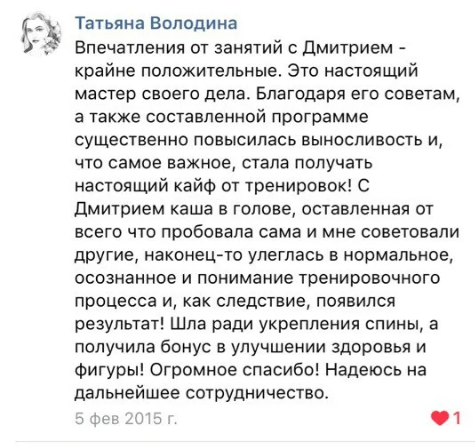 Татьяна Володина
Впечатления от занятий с Дмитрием -
крайне положительные. Это настоящий
мастер своего дела. Благодаря его советам,
а также составленной программе
существенно повысилась выносливость и,
что самое важное, стала получать
настоящий кайф от тренировок! С
Дмитрием каша в голове, оставленная от
всего что пробовала сама и мне советовали
другие, наконец-то улеглась в нормальное,
осознанное и понимание тренировочного
процесса и, как следствие, появился
результат! Шла ради укрепления спины, а
получила бонус в улучшении здоровья и
фигуры! Огромное спасибо! Надеюсь на
дальнейшее сотрудничество.
5 фев 2015 г.
1